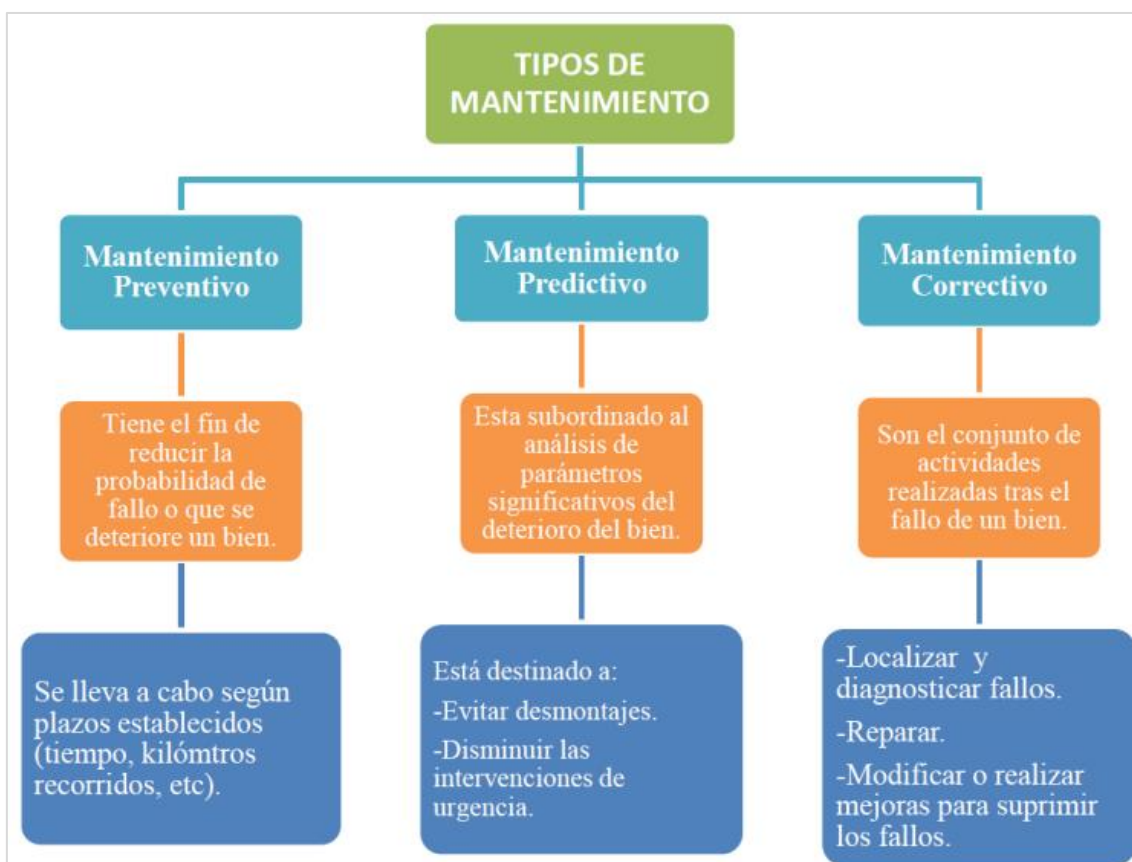 TIPOS DE
MANTENIMIENTO
Mantenimiento
Preventivo
Tiene el fin de
reducir la
probabilidad de
fallo o que se
deteriore un bien.
Se lleva a cabo según
plazos establecidos
(tiempo, kilómtros
recorridos, etc).
Mantenimiento
Predictivo
Esta subordinado al
análisis de
parámetros
significativos del
deterioro del bien.
Está destinado a:
-Evitar desmontajes.
-Disminuir las
intervenciones de
urgencia.
Mantenimiento
Correctivo
Son el conjunto de
actividades
realizadas tras el
fallo de un bien.
-Localizar y
diagnosticar fallos.
-Reparar.
-Modificar o realizar
mejoras para suprimir
los fallos.